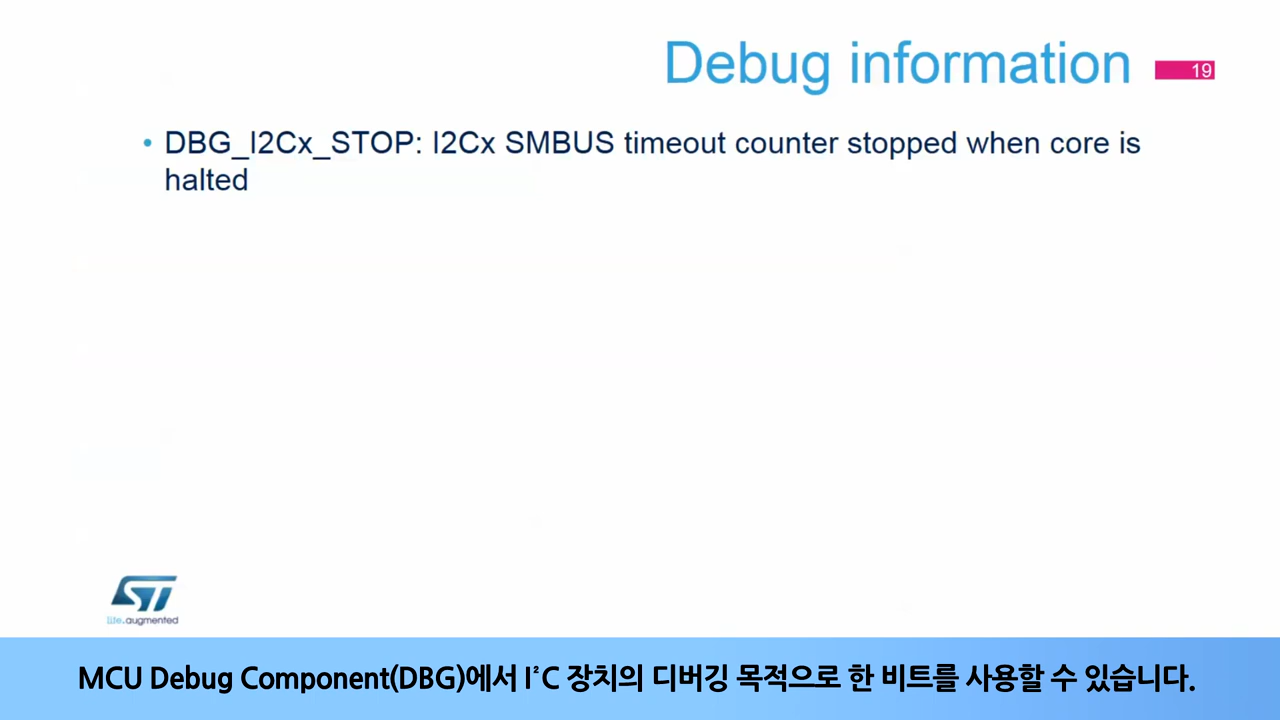 Debug information
19
• DBG_I2Cx_STOP: I2Cx SMBUS timeout counter stopped when core is
halted
ST
life.augmented
MCU Debug Component(DBG)에서 I²C 장치의 디버깅 목적으로 한 비트를 사용할 수 있습니다.